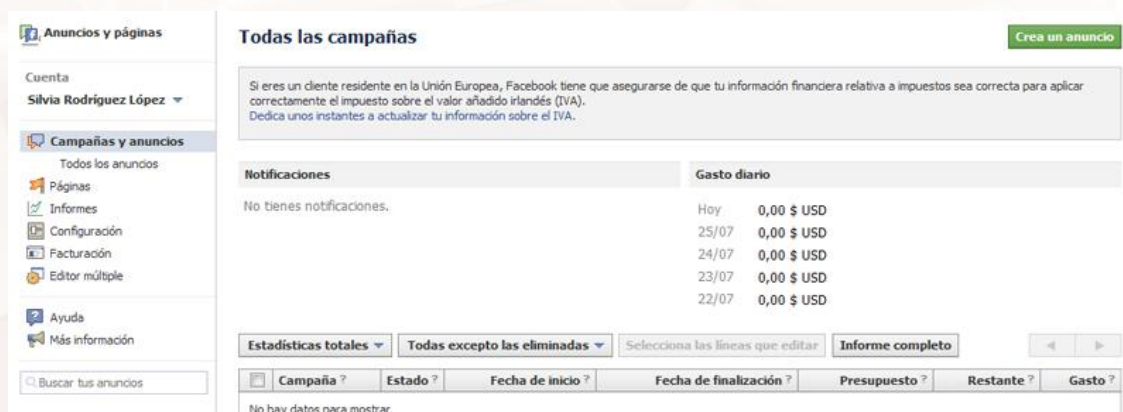 Anuncios y páginas
Cuenta
Silvia Rodríguez López
Campañas y anuncios
Todos los anuncios
Páginas
Informes
Configuración
Facturación
Editor múltiple
Ayuda
Más información
Buscar tus anuncios
Todas las campañas
Crea un anuncio
Si eres un cliente residente en la Unión Europea, Facebook tiene que asegurarse de que tu información financiera relativa a impuestos sea correcta para aplicar
correctamente el impuesto sobre el valor añadido irlandés (IVA).
Dedica unos instantes a actualizar tu información sobre el IVA.
Notificaciones
No tienes notificaciones.
Gasto diario
Hoy 0,00 $ USD
25/07 0,00 $ USD
24/07 0,00 $ USD
23/07 0,00 $ USD
22/07 0,00 $ USD
Estadísticas totales Todas excepto las eliminadas Selecciona las líneas que editar Informe completo
Campaña ? Estado ? Fecha de inicio ? Fecha de finalización ? Presupuesto ? Restante ? Gasto ?
No hay datos para mostrar